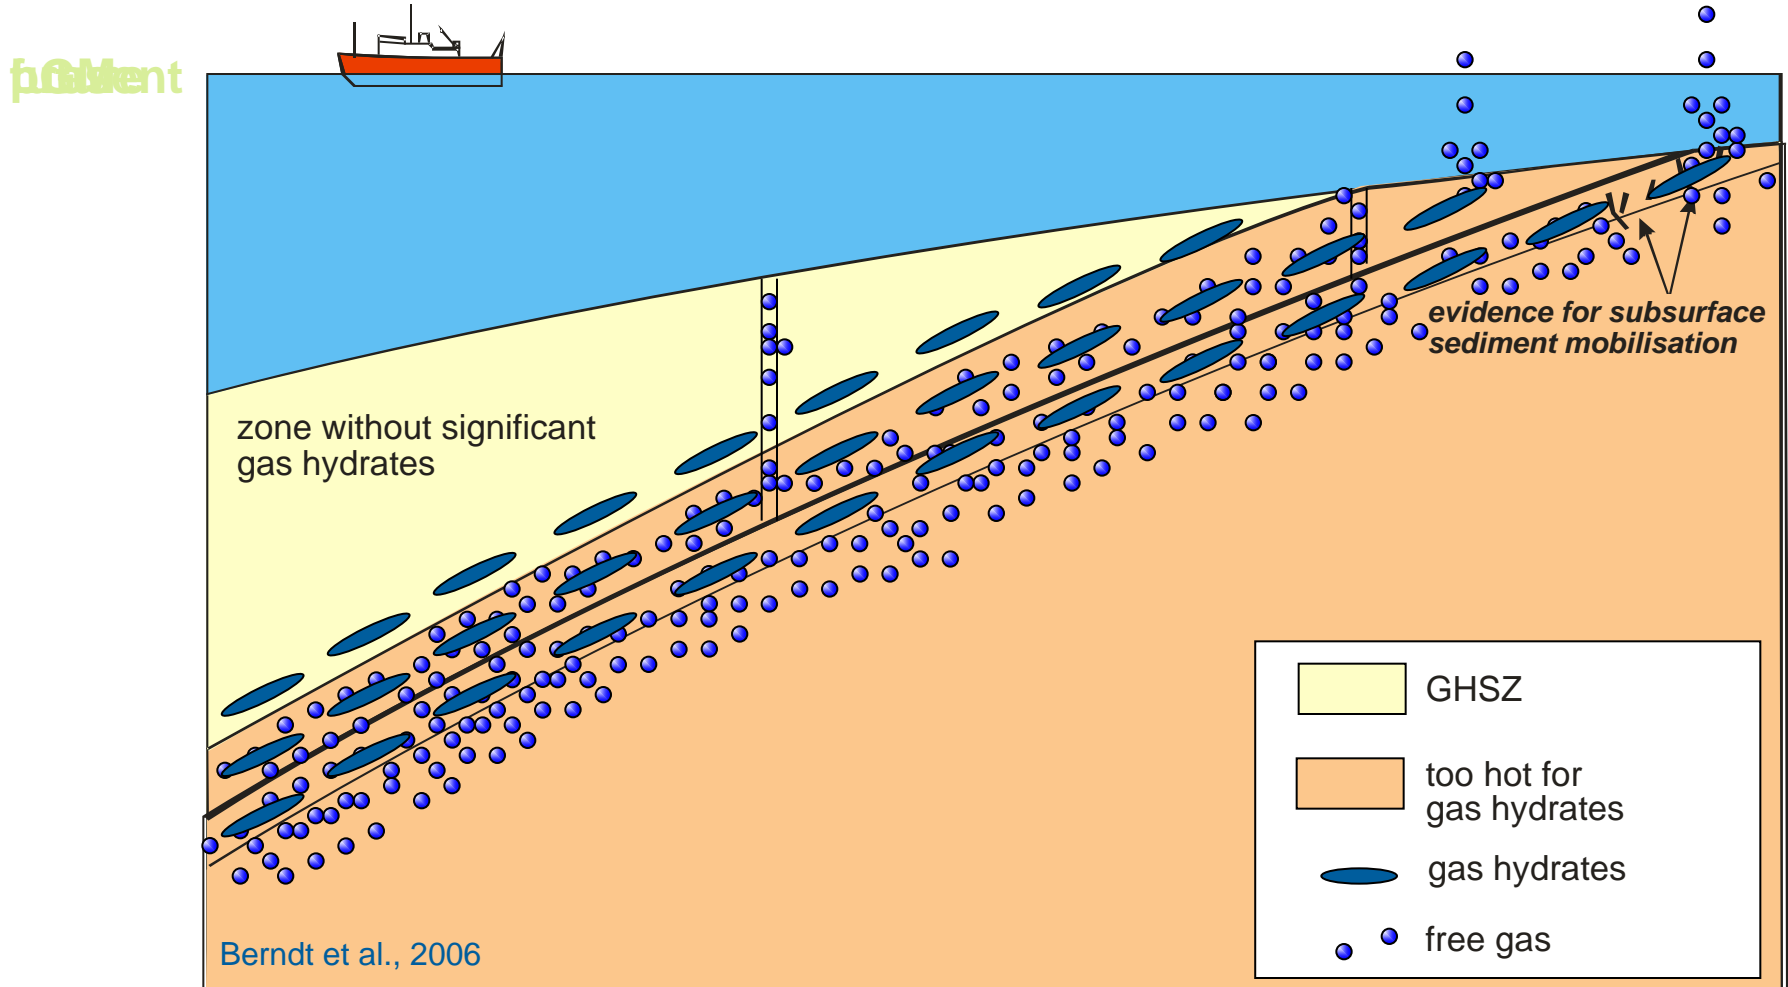 evidence for subsurface
sediment mobilisation
zone without significant
gas hydrates
GHSZ
too hot for
gas hydrates
gas hydrates
free gas
Berndt et al., 2006